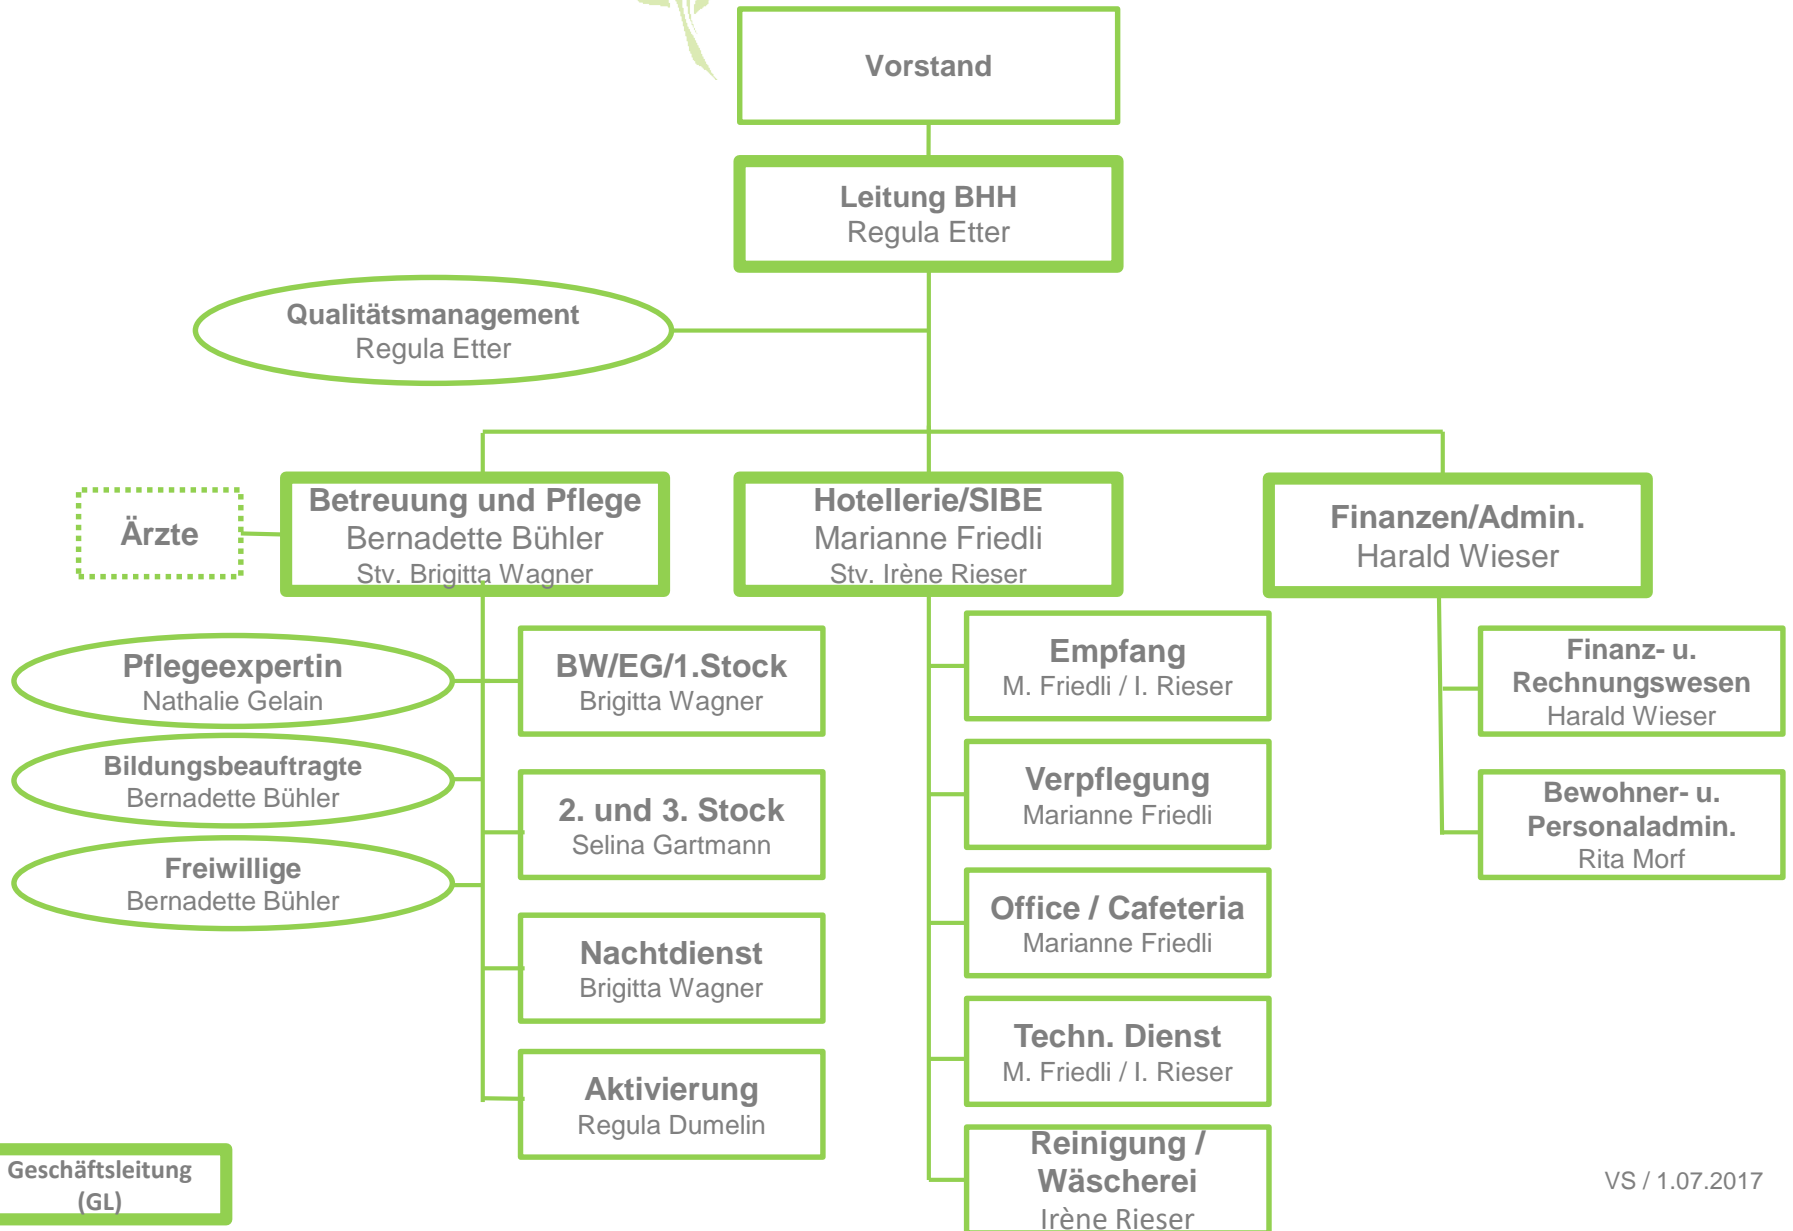 Vorstand
Leitung BHH
Regula Etter
Qualitätsmanagement
Regula Etter
Ärzte
Betreuung und Pflege
Bernadette Bühler
Stv. Brigitta Wagner
Hotellerie/SIBE
Marianne Friedli
Stv. Irène Rieser
Finanzen/Admin.
Harald Wieser
Pflegeexpertin
Nathalie Gelain
Bildungsbeauftragte
Bernadette Bühler
Freiwillige
Bernadette Bühler
BW/EG/1.Stock
Brigitta Wagner
2. und 3. Stock
Selina Gartmann
Nachtdienst
Brigitta Wagner
Aktivierung
Regula Dumelin
Empfang
M. Friedli / I. Rieser
Verpflegung
Marianne Friedli
Office / Cafeteria
Marianne Friedli
Techn. Dienst
M. Friedli / I. Rieser
Reinigung /
Wäscherei
Irène Rieser
Finanz- u.
Rechnungswesen
Harald Wieser
Bewohner- u.
Personaladmin.
Rita Morf
Geschäftsleitung
(GL)
VS / 1.07.2017